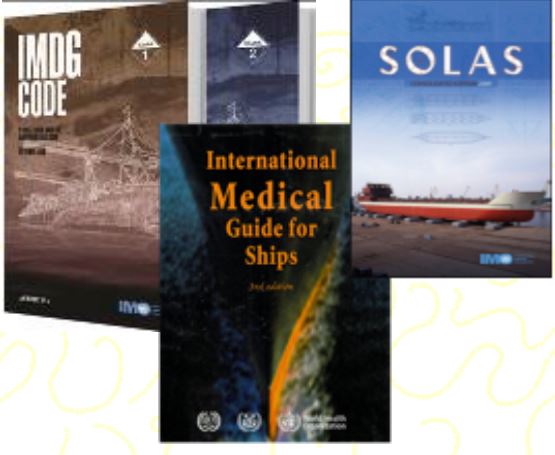 IMDG
CODE
1
2
SOLAS
International
Medical
Guide for
Ships
3rd edition
World Health
Organization
IMO
IMO